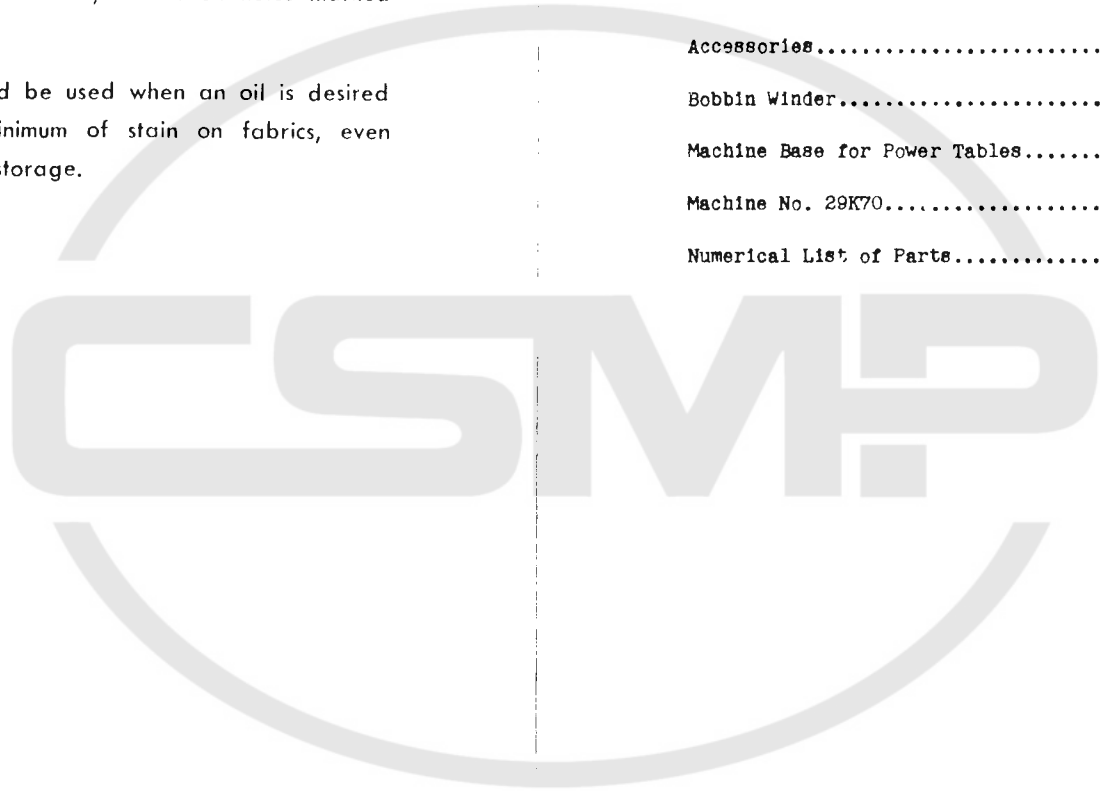 d be used when an oil is desired
inimum of stain on fabrics, even
storage.
Accessories.........................
Bobbin Winder.......................
Machine Base for Power Tables.......
Machine No. 29K70...................
Numerical List of Parts.............
CSMP